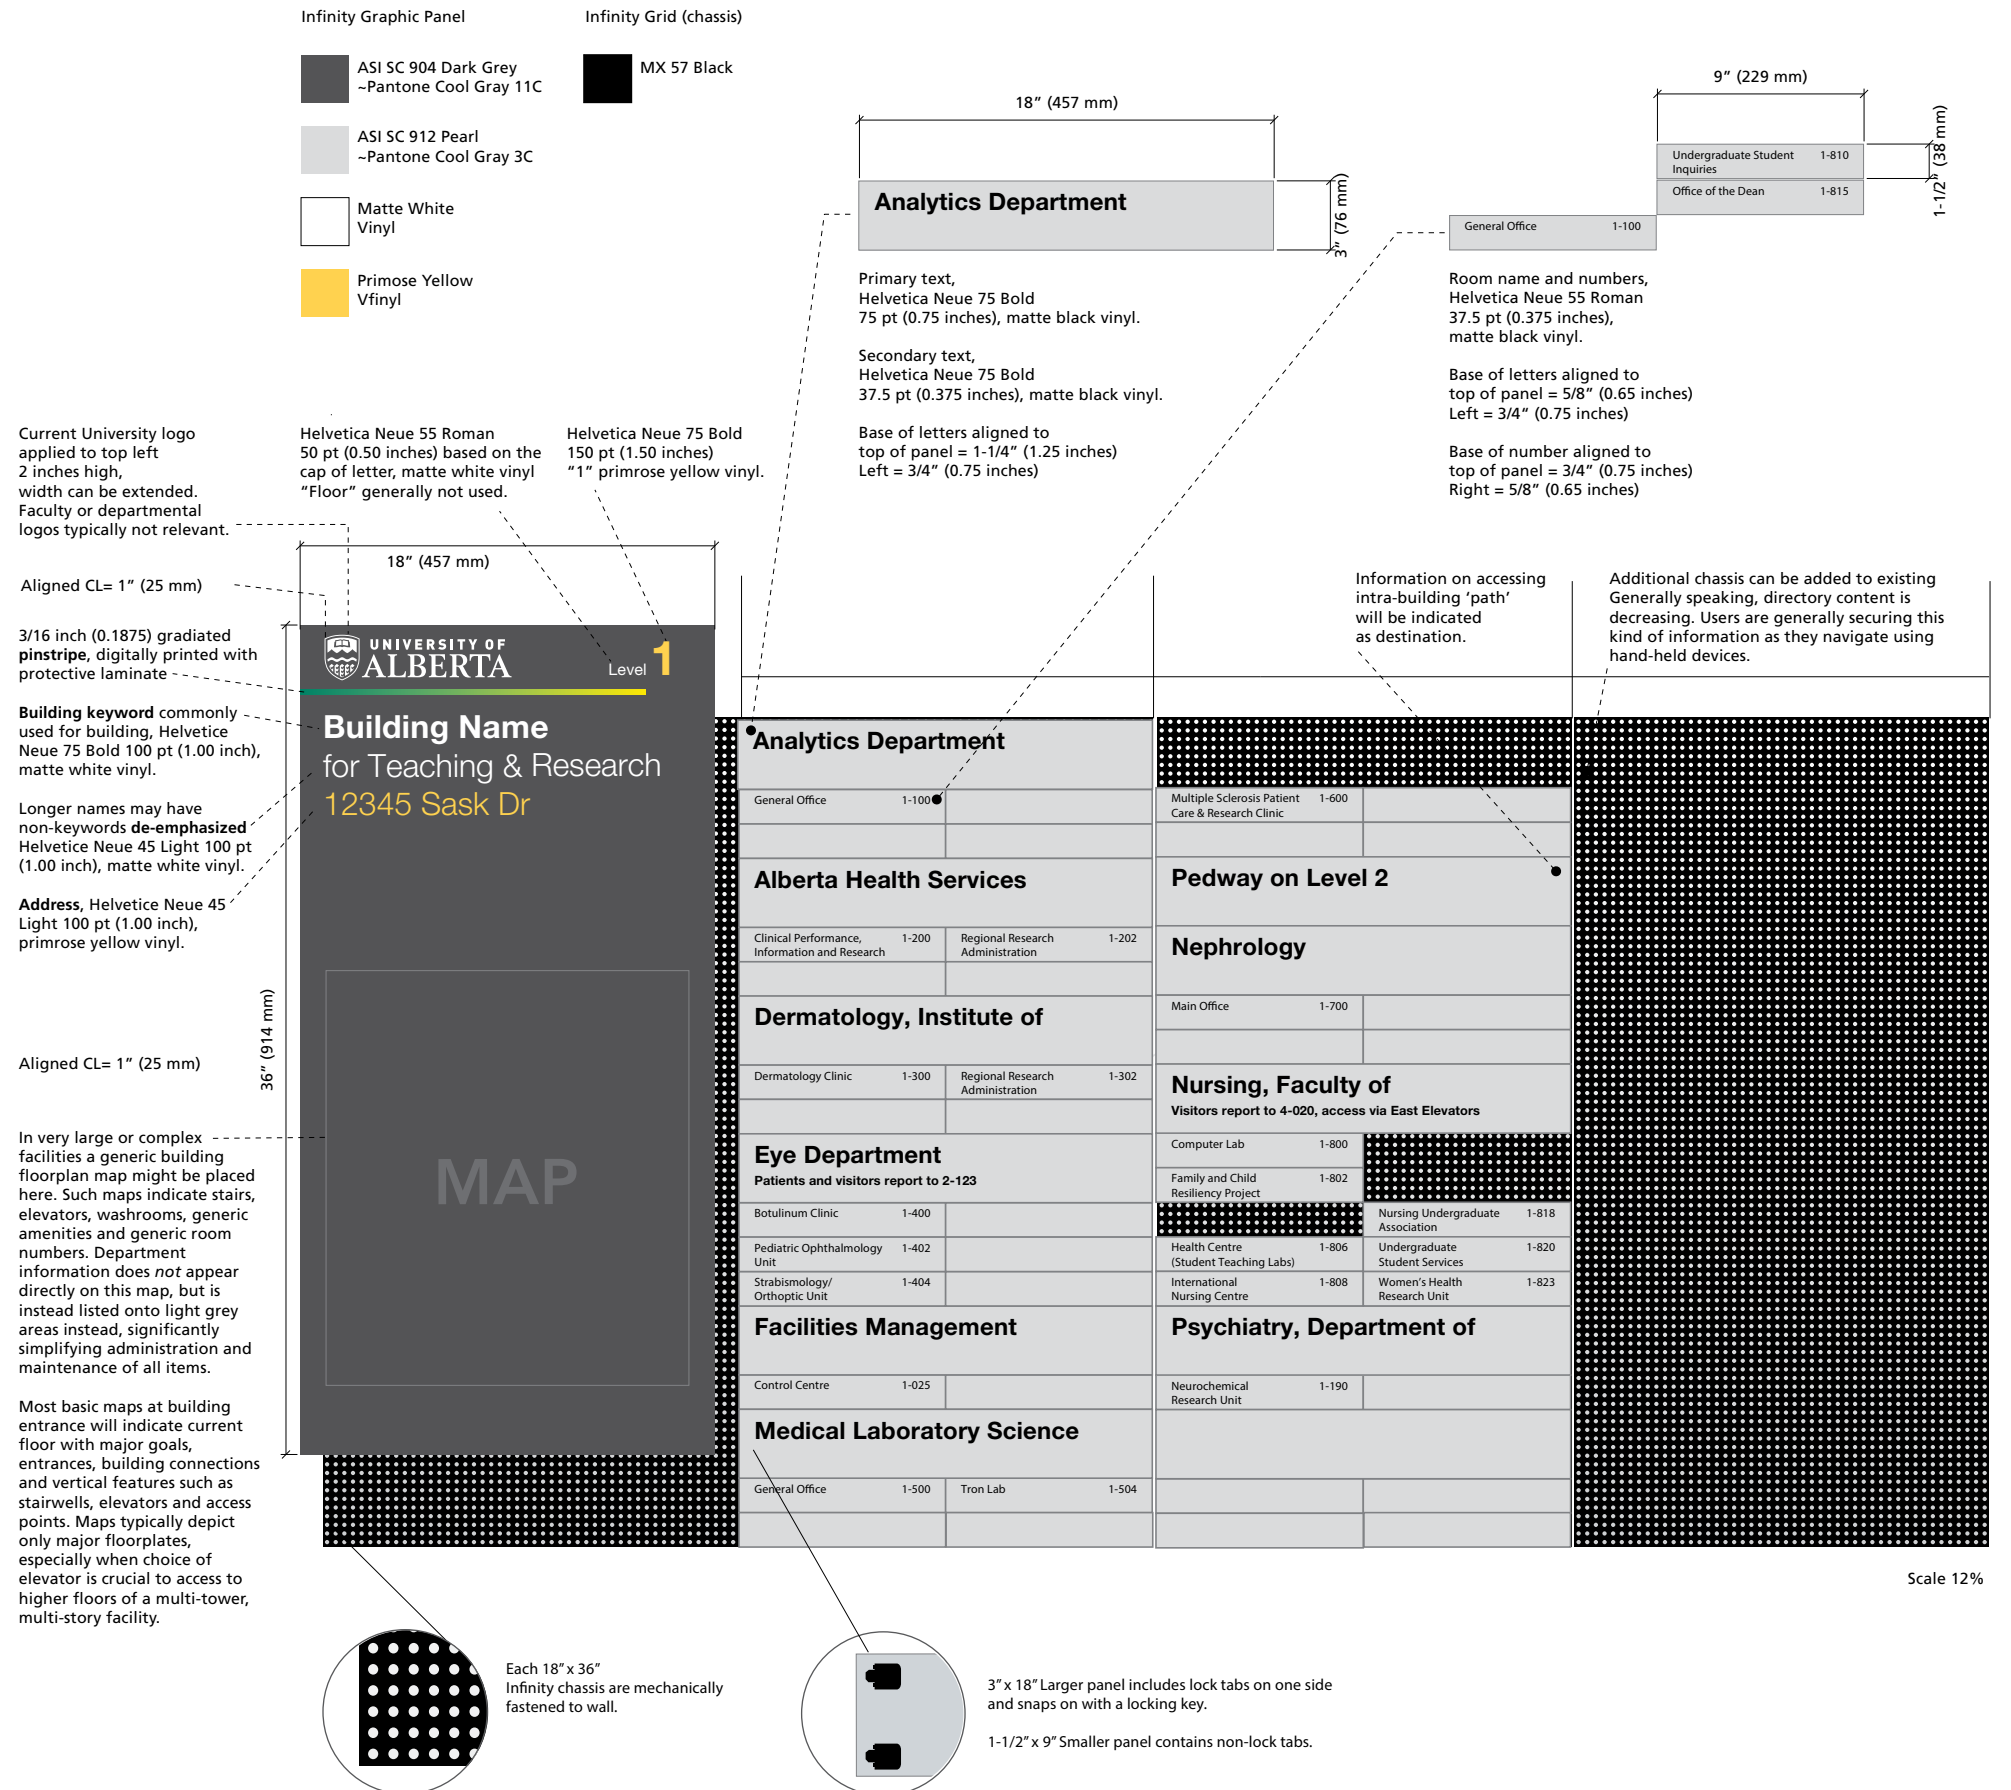 Infinity Graphic Panel
Infinity Grid (chassis)
ASI SC 904 Dark Grey
~Pantone Cool Gray 11C
MX 57 Black
ASI SC 912 Pearl
~Pantone Cool Gray 3C
Matte White
Vinyl
Primose Yellow
Vfinyl
18” (457 mm)
3” (76 mm)
Analytics Department
Primary text,
Helvetica Neue 75 Bold
75 pt (0.75 inches), matte black vinyl.
Secondary text,
Helvetica Neue 75 Bold
37.5 pt (0.375 inches), matte black vinyl.
Base of letters aligned to
top of panel = 1-1/4” (1.25 inches)
Left = 3/4” (0.75 inches)
9” (229 mm)
1-1/2” (38 mm)
Undergraduate Student 1-810
Inquiries
Office of the Dean 1-815
General Office 1-100
Room name and numbers,
Helvetica Neue 55 Roman
37.5 pt (0.375 inches),
matte black vinyl.
Base of letters aligned to
top of panel = 5/8” (0.65 inches)
Left = 3/4” (0.75 inches)
Base of number aligned to
top of panel = 3/4” (0.75 inches)
Right = 5/8” (0.65 inches)
Current University logo
applied to top left
2 inches high,
width can be extended.
Faculty or departmental
logos typically not relevant.
Helvetica Neue 55 Roman
50 pt (0.50 inches) based on the
cap of letter, matte white vinyl
“Floor” generally not used.
Helvetica Neue 75 Bold
150 pt (1.50 inches)
“1” primrose yellow vinyl.
18” (457 mm)
Aligned CL= 1” (25 mm)
3/16 inch (0.1875) gradiated
pinstripe, digitally printed with
protective laminate
Building keyword commonly
used for building, Helvetice
Neue 75 Bold 100 pt (1.00 inch),
matte white vinyl.
Longer names may have
non-keywords de-emphasized
Helvetice Neue 45 Light 100 pt
(1.00 inch), matte white vinyl.
Address, Helvetice Neue 45
Light 100 pt (1.00 inch),
primrose yellow vinyl.
36” (914 mm)
Aligned CL= 1” (25 mm)
In very large or complex
facilities a generic building
floorplan map might be placed
here. Such maps indicate stairs,
elevators, washrooms, generic
amenities and generic room
numbers. Department
information does not appear
directly on this map, but is
instead listed onto light grey
areas instead, significantly
simplifying administration and
maintenance of all items.
Most basic maps at building
entrance will indicate current
floor with major goals,
entrances, building connections
and vertical features such as
stairwells, elevators and access
points. Maps typically depict
only major floorplates,
especially when choice of
elevator is crucial to access to
higher floors of a multi-tower,
multi-story facility.
UNIVERSITY OF
ALBERTA
Level 1
Building Name
for Teaching & Research
12345 Sask Dr
MAP
Information on accessing
intra-building ‘path’
will be indicated
as destination.
Additional chassis can be added to existing
Generally speaking, directory content is
decreasing. Users are generally securing this
kind of information as they navigate using
hand-held devices.
Analytics Department
General Office 1-100
Alberta Health Services
Clinical Performance, 1-200
Information and Research
Regional Research 1-202
Administration
Dermatology, Institute of
Dermatology Clinic 1-300
Regional Research 1-302
Administration
Eye Department
Patients and visitors report to 2-123
Botulinum Clinic 1-400
Pediatric Ophthalmology 1-402
Unit
Strabismology/ 1-404
Orthoptic Unit
Facilities Management
Control Centre 1-025
Medical Laboratory Science
General Office 1-500
Tron Lab 1-504
Multiple Sclerosis Patient 1-600
Care & Research Clinic
Pedway on Level 2
Nephrology
Main Office 1-700
Nursing, Faculty of
Visitors report to 4-020, access via East Elevators
Computer Lab 1-800
Family and Child 1-802
Resiliency Project
Nursing Undergraduate 1-818
Association
Health Centre 1-806
(Student Teaching Labs)
Undergraduate 1-820
Student Services
International 1-808
Nursing Centre
Women’s Health 1-823
Research Unit
Psychiatry, Department of
Neurochemical 1-190
Research Unit
Scale 12%
Each 18” x 36”
Infinity chassis are mechanically
fastened to wall.
3” x 18” Larger panel includes lock tabs on one side
and snaps on with a locking key.
1-1/2” x 9” Smaller panel contains non-lock tabs.